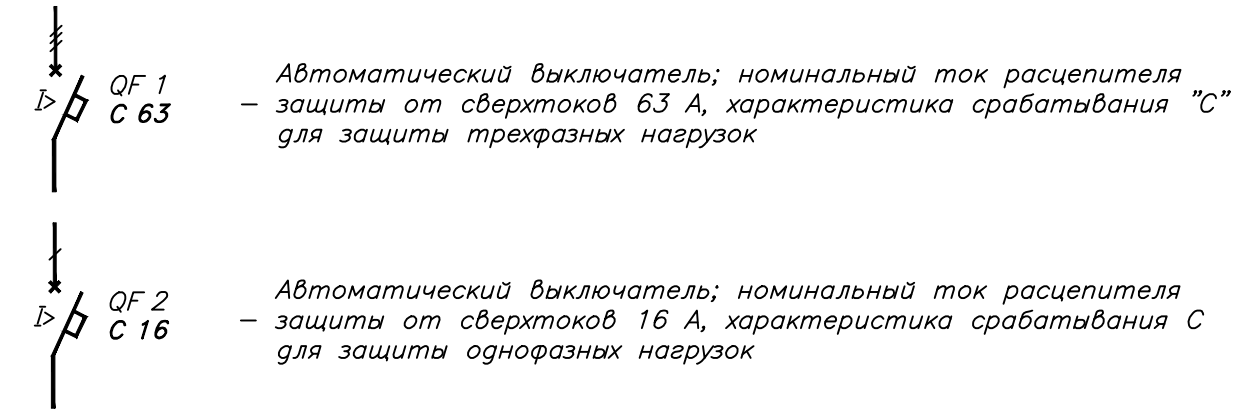 Автоматический выключатель; номинальный ток расцепителя
I> QF 1 – защиты от сверхтоков 63 А, характеристика срабатывания "С"
С 63
для защиты трехфазных нагрузок
Автоматический выключатель; номинальный ток расцепителя
I> QF 2 – защиты от сверхтоков 16 А, характеристика срабатывания С
С 16
для защиты однофазных нагрузок